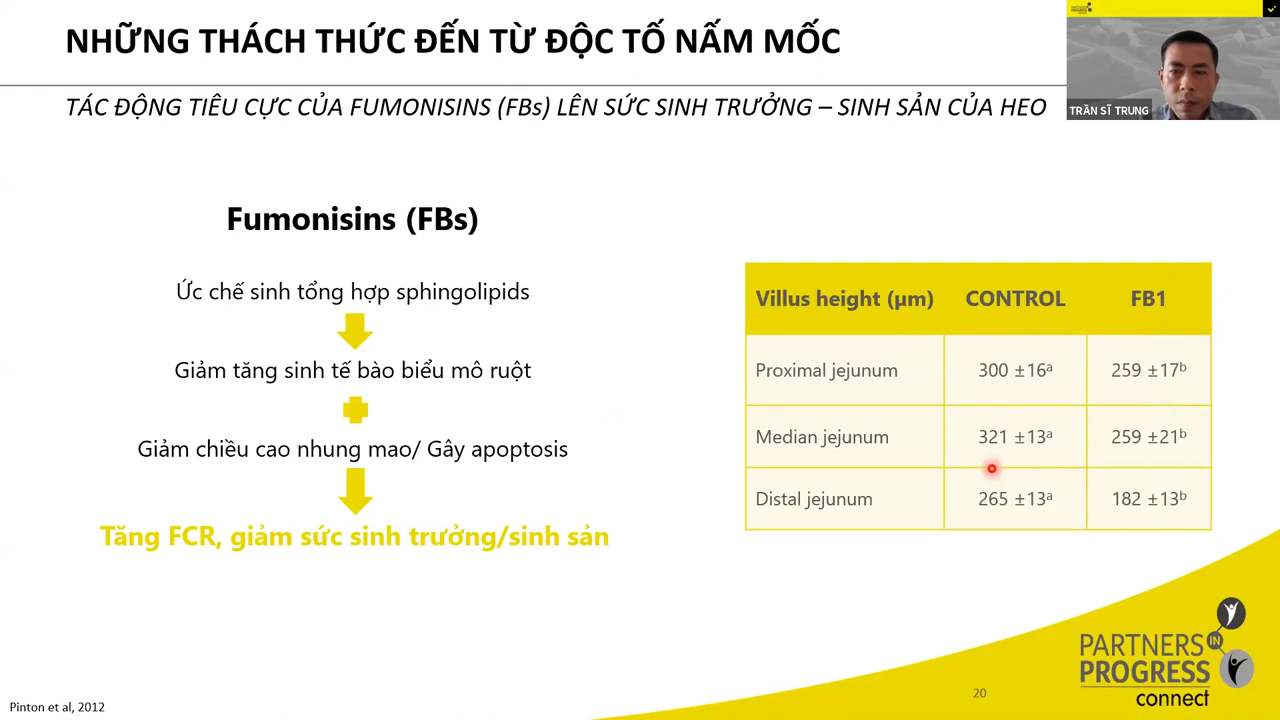 NHỮNG THÁCH THỨC ĐẾN TỪ ĐỘC TỐ NẤM MỐC
TÁC ĐỘNG TIÊU CỰC CỦA FUMONISINS (FBs) LÊN SỨC SINH TRƯỞNG – SINH SẢN CỦA HEO
PARTNERS IN PROGRESS
TRẦN SĨ TRUNG
Fumonisins (FBs)
Ức chế sinh tổng hợp sphingolipids
Giảm tăng sinh tế bào biểu mô ruột
Giảm chiều cao nhung mao/ Gây apoptosis
Tăng FCR, giảm sức sinh trưởng/sinh sản
Villus height (µm) CONTROL FB1
Proximal jejunum 300 ±16ᵃ 259 ±17ᵇ
Median jejunum 321 ±13ᵃ 259 ±21ᵇ
Distal jejunum 265 ±13ᵃ 182 ±13ᵇ
PARTNERS IN
PROGRESS
connect
20
Pinton et al, 2012